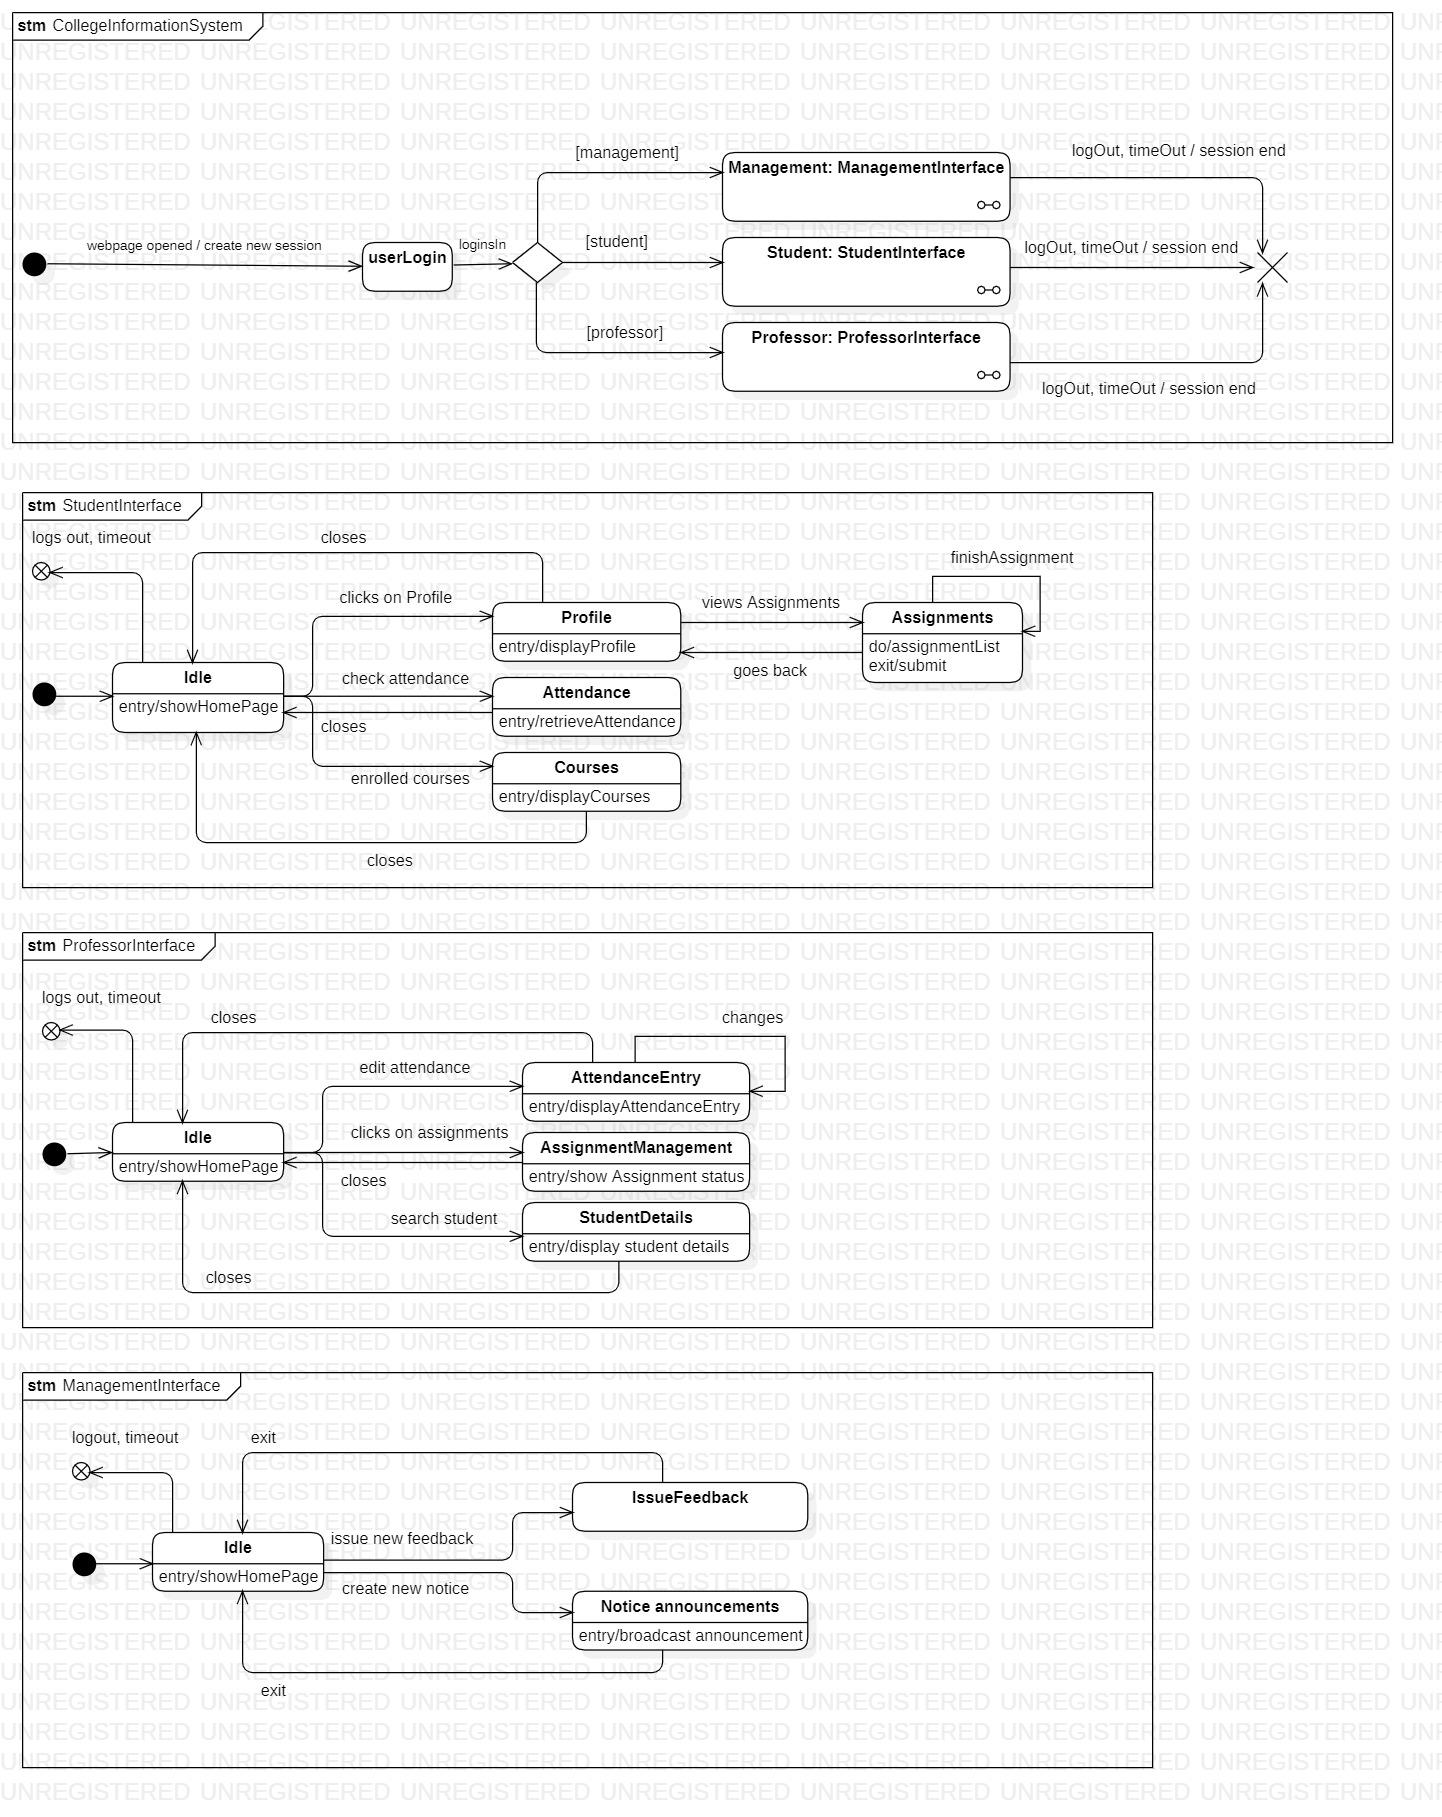 stm CollegeInformationSystem
[management]
Management: ManagementInterface
logOut, timeOut / session end
webpage opened / create new session
userLogin
loginsIn
[student]
Student: StudentInterface
logOut, timeOut / session end
[professor]
Professor: ProfessorInterface
logOut, timeOut / session end
stm StudentInterface
logs out, timeout
closes
finishAssignment
clicks on Profile
Profile
entry/displayProfile
views Assignments
goes back
Assignments
do/assignmentList
exit/submit
Idle
entry/showHomePage
check attendance
closes
Attendance
entry/retrieveAttendance
enrolled courses
Courses
entry/displayCourses
closes
stm ProfessorInterface
logs out, timeout
closes
changes
edit attendance
AttendanceEntry
entry/displayAttendanceEntry
Idle
entry/showHomePage
clicks on assignments
closes
AssignmentManagement
entry/show Assignment status
search student
StudentDetails
entry/display student details
closes
stm ManagementInterface
logout, timeout
exit
IssueFeedback
issue new feedback
Idle
entry/showHomePage
create new notice
Notice announcements
entry/broadcast announcement
exit
UNREGISTERED